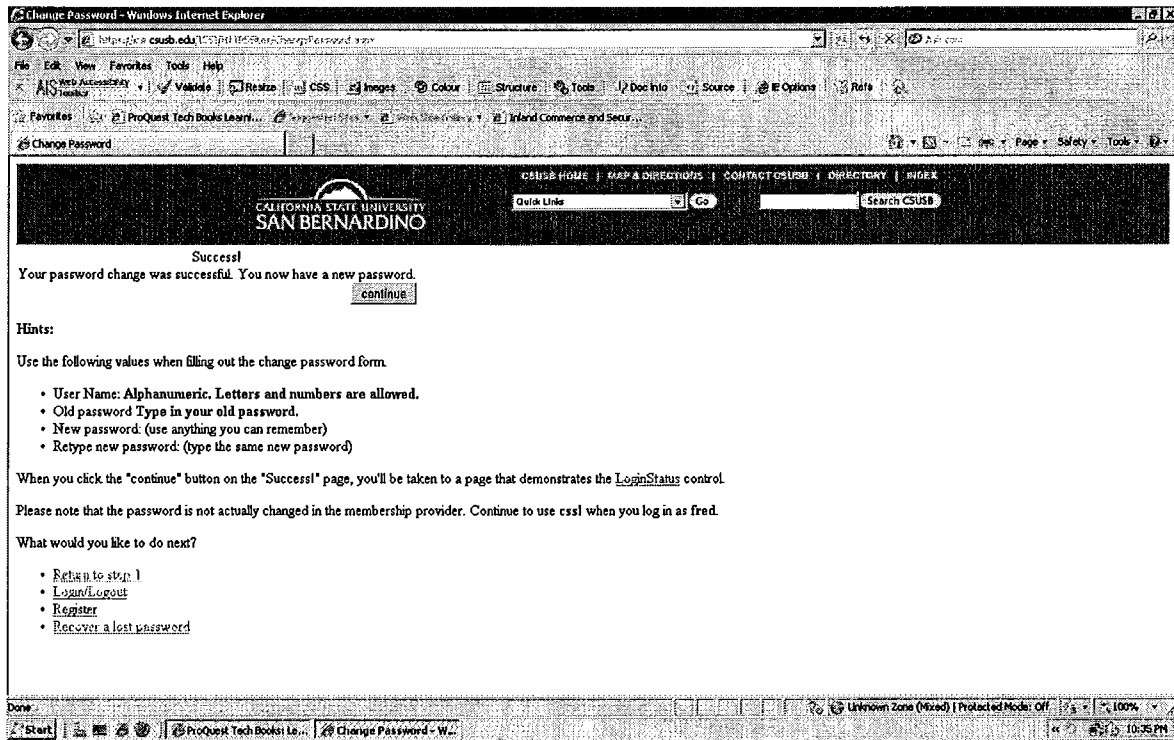 Change Password - Windows Internet Explorer
csusb.edu
File Edit View Favorites Tools Help
AIS Web Accessibility Toolbar Validate Resize CSS Images Colour Structure Tools Doc Info Source IE Options Refs
Favorites ProQuest Tech Books Learni... Inland Commerce and Secur...
Change Password Page Safety Tools
CSUSB HOME | MAP & DIRECTIONS | CONTACT CSUSB | DIRECTORY | INDEX
CALIFORNIA STATE UNIVERSITY
SAN BERNARDINO
Quick Links Go Search CSUSB
Success!
Your password change was successful. You now have a new password.
continue
Hints:
Use the following values when filling out the change password form.
• User Name: Alphanumeric. Letters and numbers are allowed.
• Old password Type in your old password.
• New password: (use anything you can remember)
• Retype new password: (type the same new password)
When you click the "continue" button on the "Success!" page, you'll be taken to a page that demonstrates the LoginStatus control.
Please note that the password is not actually changed in the membership provider. Continue to use cssl when you log in as fred.
What would you like to do next?
• Return to step 1
• Login/Logout
• Register
• Recover a lost password
Done Unknown Zone (Mixed) | Protected Mode: Off 100%
Start ProQuest Tech Books: Le... Change Password - W... 10:35 PM